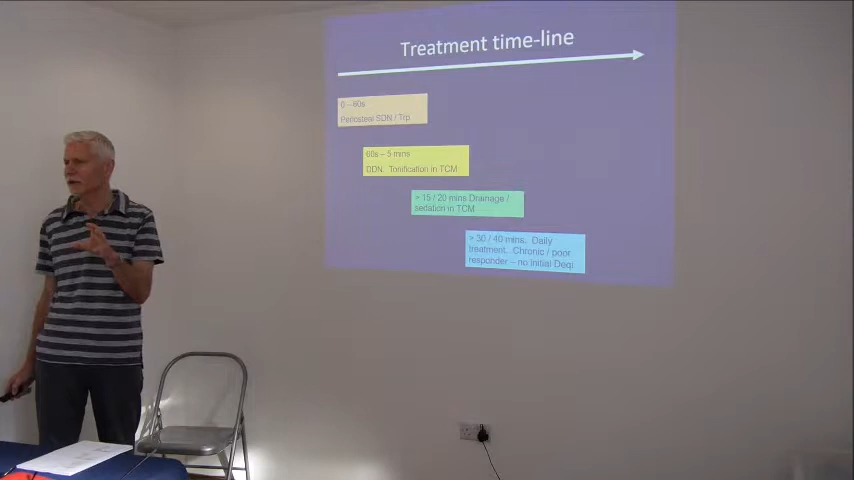 Treatment time-line
0 – 60s
Periosteal SDN / Trp
60s – 5 mins
DDN. Tonification in TCM
> 15 / 20 mins Drainage /
sedation in TCM
> 30 / 40 mins. Daily
treatment. Chronic / poor
responder – no initial Deqi